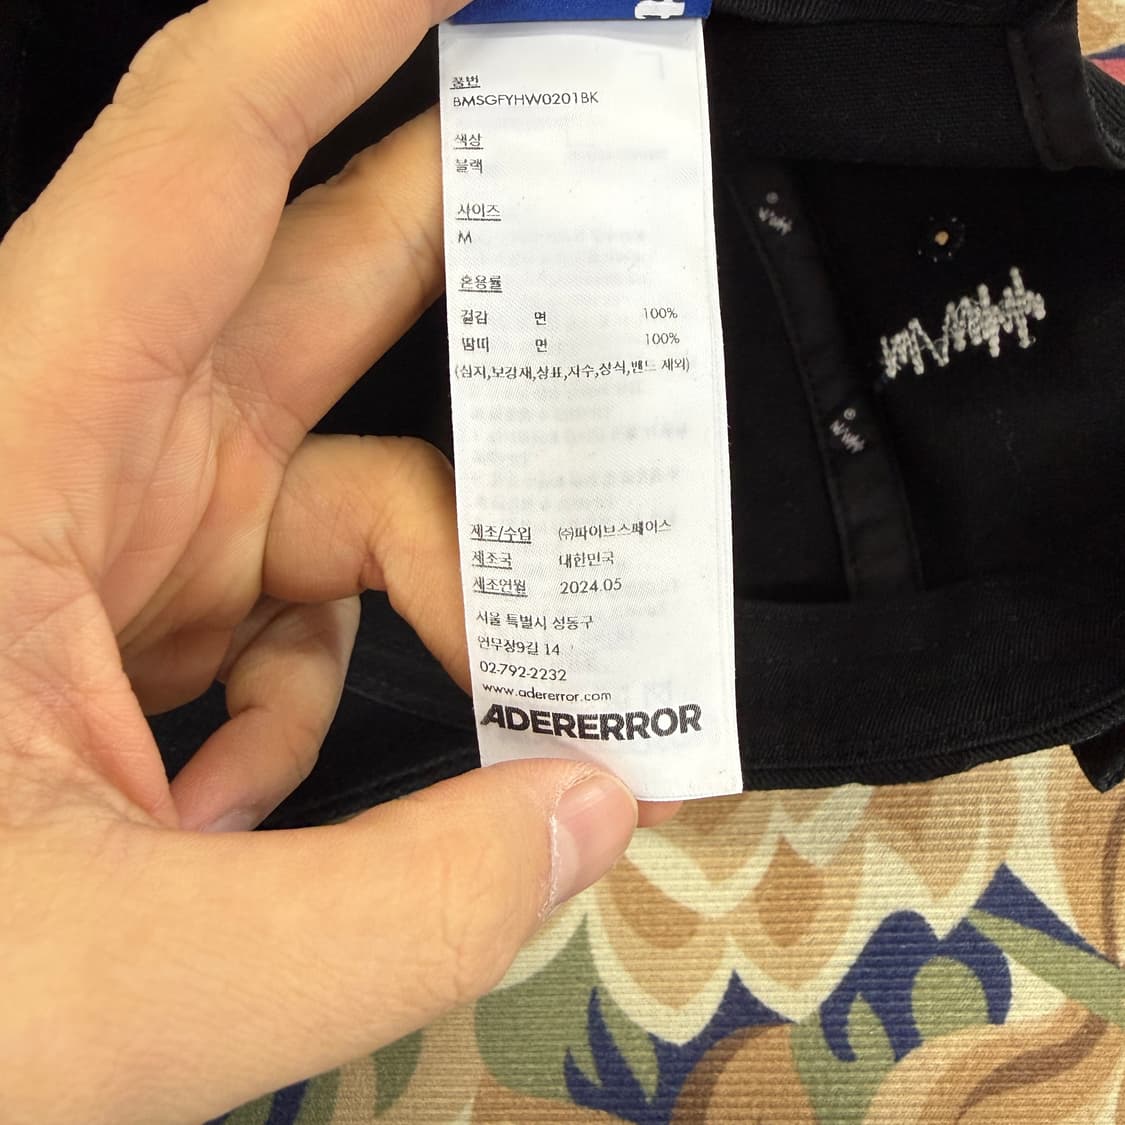 품번
BMSGFYHW0201BK
색상
블랙
사이즈
M
혼용률
겉감 면 100%
땀띠 면 100%
(심지,보강재,상표,자수,장식,밴드 제외)
제조/수입 ㈜파이브스페이스
제조국 대한민국
제조연월 2024.05
서울 특별시 성동구
연무장9길 14
02-792-2232
www.adererror.com
ADERERROR